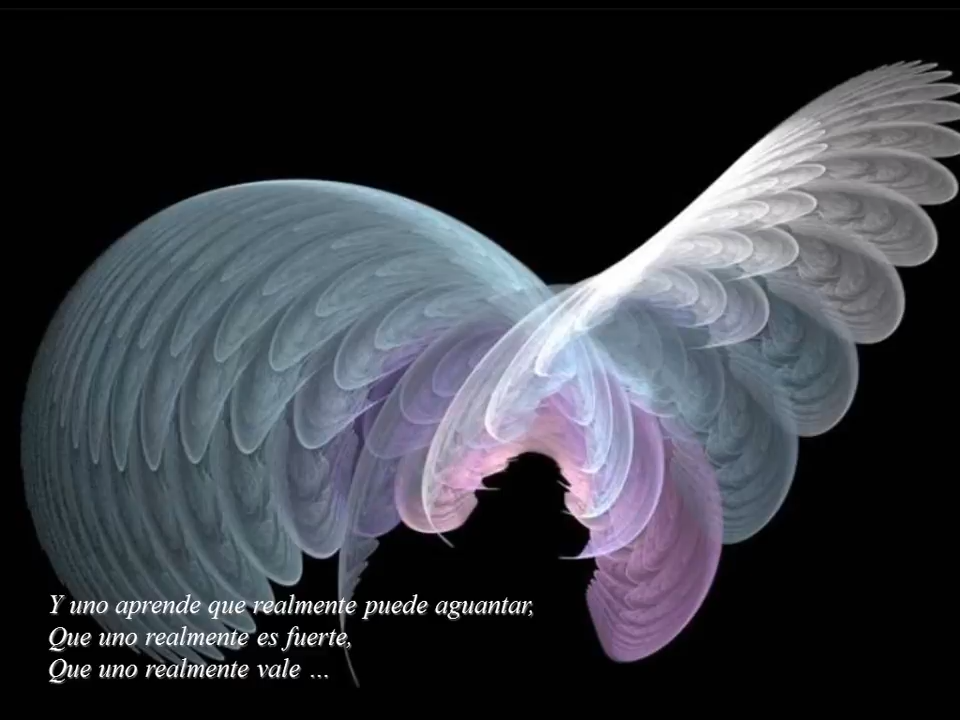 Y uno aprende que realmente puede aguantar,
Que uno realmente es fuerte,
Que uno realmente vale ...